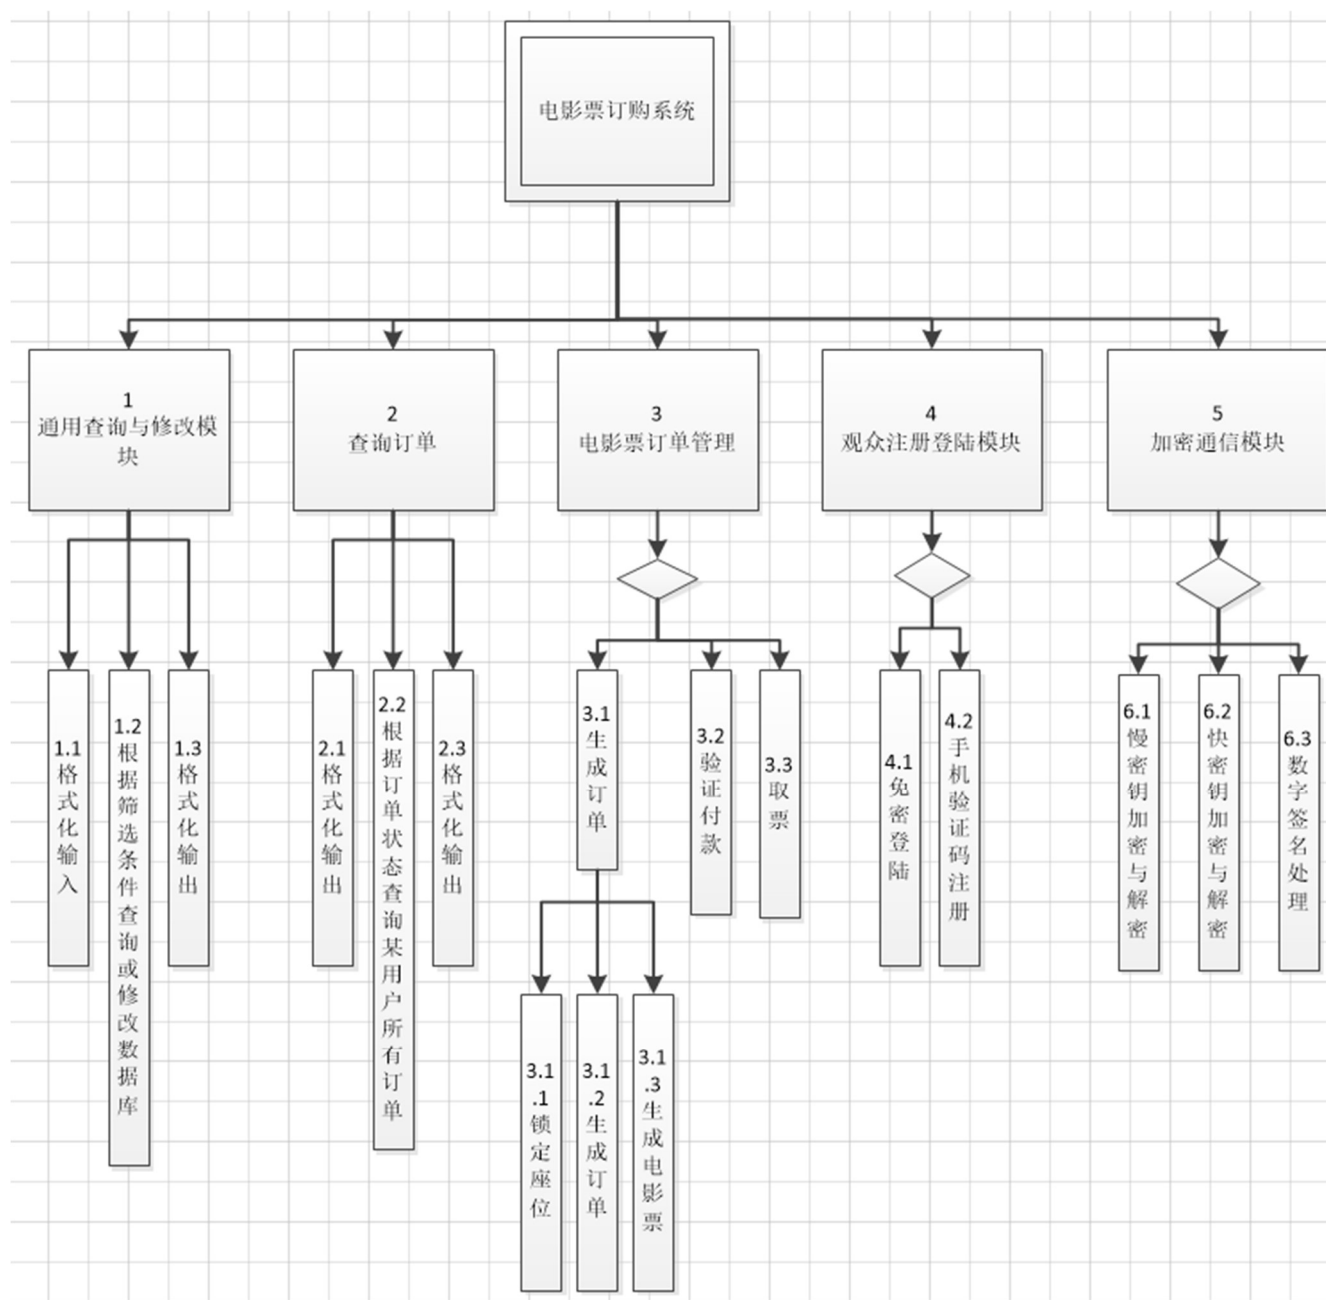 电影票订购系统
1
通用查询与修改模
块
2
查询订单
3
电影票订单管理
4
观众注册登陆模块
5
加密通信模块
1.1格式化输入
1.2根据筛选条件查询或修改数据库
1.3格式化输出
2.1格式化输出
2.2根据订单状态查询某用户所有订单
2.3格式化输出
3.1生成订单
3.2验证付款
3.3取票
4.1免密登陆
4.2手机验证码注册
6.1慢密钥加密与解密
6.2快密钥加密与解密
6.3数字签名处理
3.1.1锁定座位
3.1.2生成订单
3.1.3生成电影票